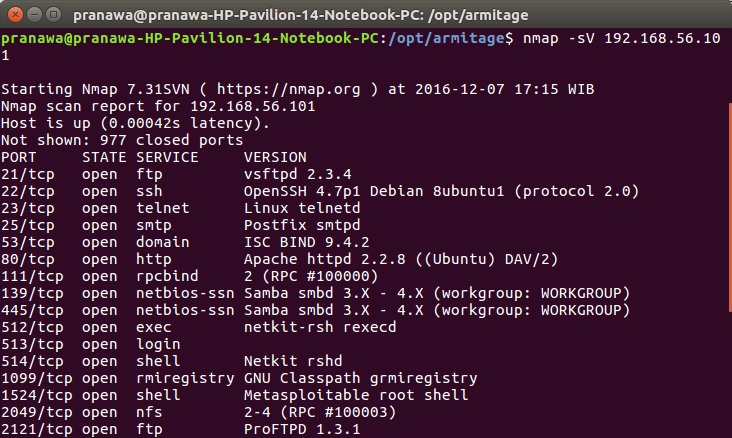 pranawa@pranawa-HP-Pavilion-14-Notebook-PC: /opt/armitage
pranawa@pranawa-HP-Pavilion-14-Notebook-PC:/opt/armitage$ nmap -sV 192.168.56.10
1
Starting Nmap 7.31SVN ( https://nmap.org ) at 2016-12-07 17:15 WIB
Nmap scan report for 192.168.56.101
Host is up (0.00042s latency).
Not shown: 977 closed ports
PORT     STATE SERVICE     VERSION
21/tcp   open  ftp         vsftpd 2.3.4
22/tcp   open  ssh         OpenSSH 4.7p1 Debian 8ubuntu1 (protocol 2.0)
23/tcp   open  telnet      Linux telnetd
25/tcp   open  smtp        Postfix smtpd
53/tcp   open  domain      ISC BIND 9.4.2
80/tcp   open  http        Apache httpd 2.2.8 ((Ubuntu) DAV/2)
111/tcp  open  rpcbind     2 (RPC #100000)
139/tcp  open  netbios-ssn Samba smbd 3.X - 4.X (workgroup: WORKGROUP)
445/tcp  open  netbios-ssn Samba smbd 3.X - 4.X (workgroup: WORKGROUP)
512/tcp  open  exec        netkit-rsh rexecd
513/tcp  open  login
514/tcp  open  shell       Netkit rshd
1099/tcp open  rmiregistry GNU Classpath grmiregistry
1524/tcp open  shell       Metasploitable root shell
2049/tcp open  nfs         2-4 (RPC #100003)
2121/tcp open  ftp         ProFTPD 1.3.1